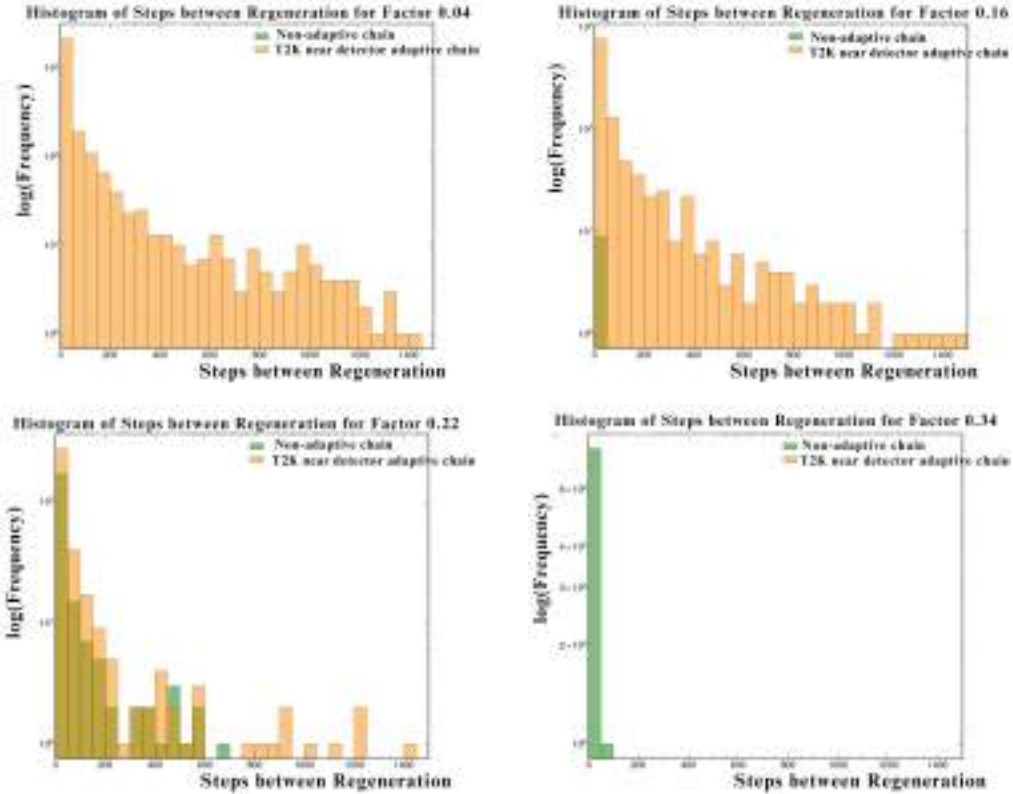 Histogram of Steps between Regeneration for Factor 0.04
Non-adaptive chain
T2K near detector adaptive chain
log(Frequency)
Steps between Regeneration
Histogram of Steps between Regeneration for Factor 0.16
Non-adaptive chain
T2K near detector adaptive chain
log(Frequency)
Steps between Regeneration
Histogram of Steps between Regeneration for Factor 0.22
Non-adaptive chain
T2K near detector adaptive chain
log(Frequency)
Steps between Regeneration
Histogram of Steps between Regeneration for Factor 0.34
Non-adaptive chain
T2K near detector adaptive chain
log(Frequency)
Steps between Regeneration